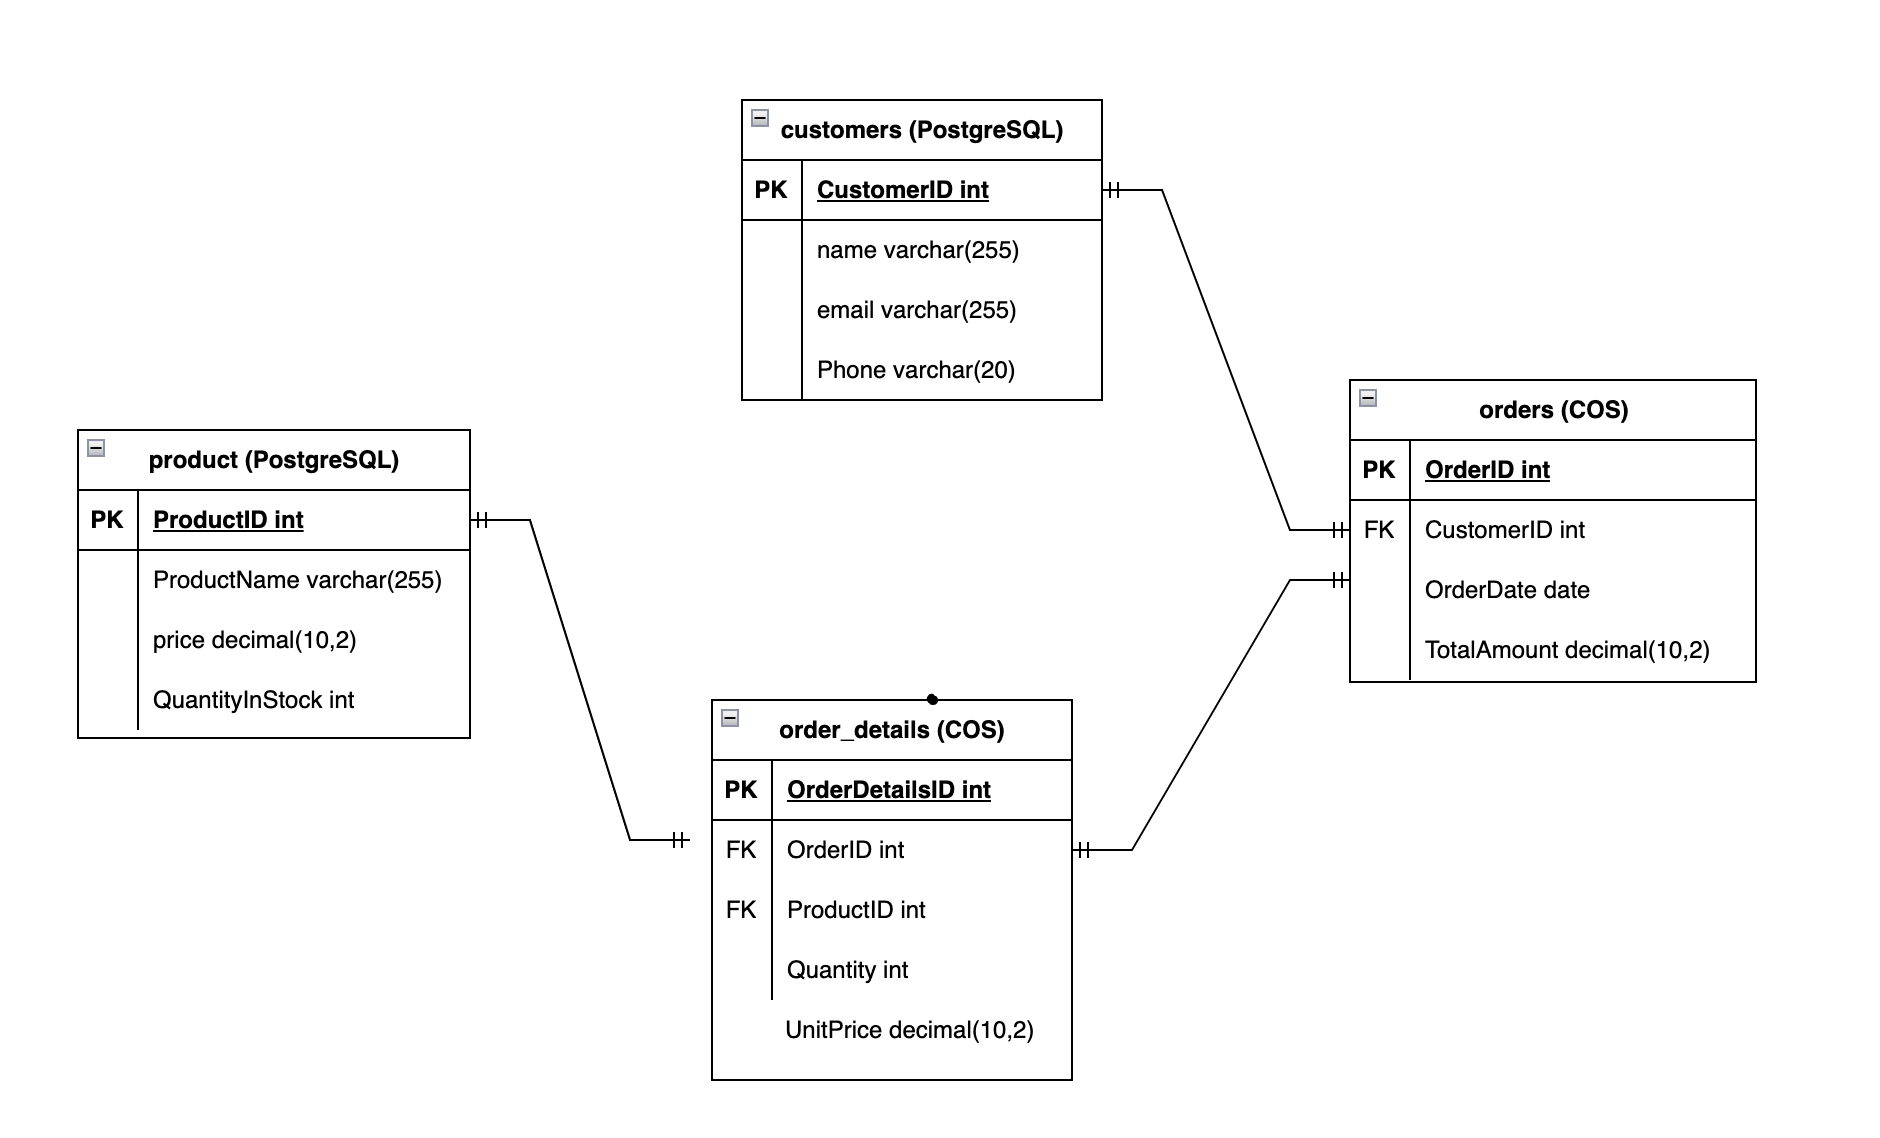 customers (PostgreSQL)
PK CustomerID int
name varchar(255)
email varchar(255)
Phone varchar(20)
product (PostgreSQL)
PK ProductID int
ProductName varchar(255)
price decimal(10,2)
QuantityInStock int
orders (COS)
PK OrderID int
FK CustomerID int
OrderDate date
TotalAmount decimal(10,2)
order_details (COS)
PK OrderDetailsID int
FK OrderID int
FK ProductID int
Quantity int
UnitPrice decimal(10,2)